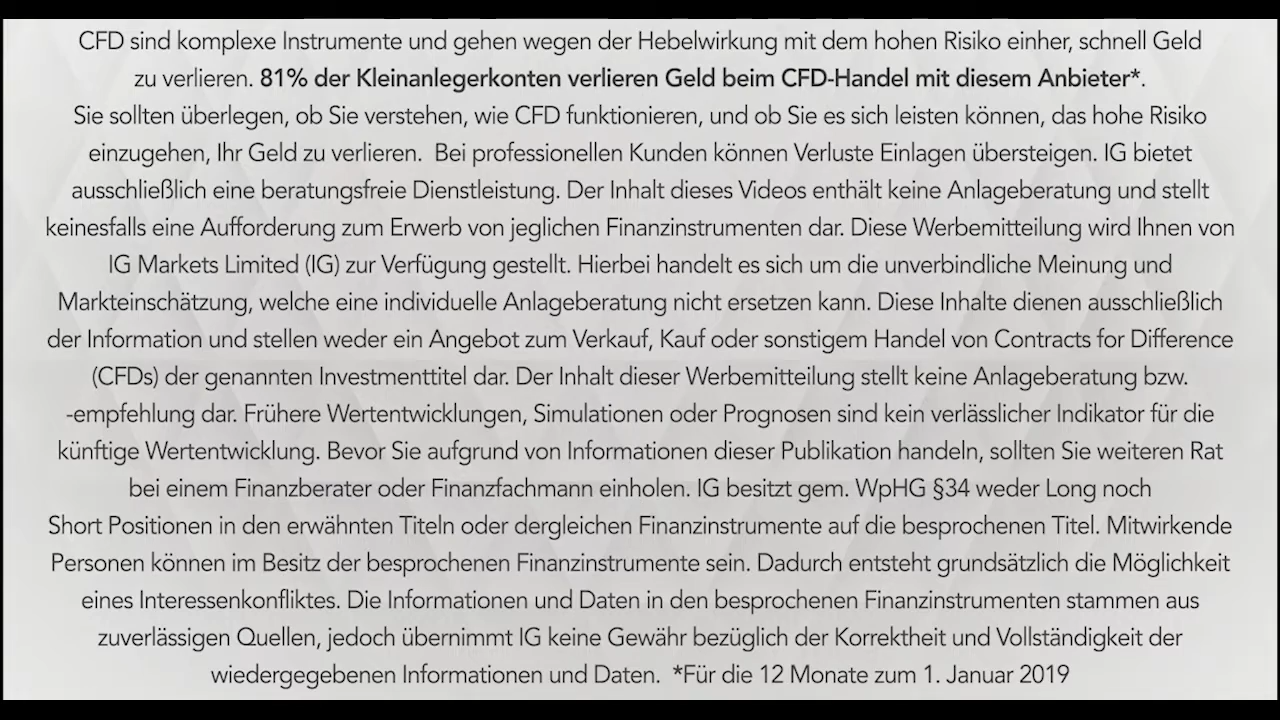 CFD sind komplexe Instrumente und gehen wegen der Hebelwirkung mit dem hohen Risiko einher, schnell Geld
zu verlieren. 81% der Kleinanlegerkonten verlieren Geld beim CFD-Handel mit diesem Anbieter*.
Sie sollten überlegen, ob Sie verstehen, wie CFD funktionieren, und ob Sie es sich leisten können, das hohe Risiko
einzugehen, Ihr Geld zu verlieren.  Bei professionellen Kunden können Verluste Einlagen übersteigen. IG bietet
ausschließlich eine beratungsfreie Dienstleistung. Der Inhalt dieses Videos enthält keine Anlageberatung und stellt
keinesfalls eine Aufforderung zum Erwerb von jeglichen Finanzinstrumenten dar. Diese Werbemitteilung wird Ihnen von
IG Markets Limited (IG) zur Verfügung gestellt. Hierbei handelt es sich um die unverbindliche Meinung und
Markteinschätzung, welche eine individuelle Anlageberatung nicht ersetzen kann. Diese Inhalte dienen ausschließlich
der Information und stellen weder ein Angebot zum Verkauf, Kauf oder sonstigem Handel von Contracts for Difference
(CFDs) der genannten Investmenttitel dar. Der Inhalt dieser Werbemitteilung stellt keine Anlageberatung bzw.
-empfehlung dar. Frühere Wertentwicklungen, Simulationen oder Prognosen sind kein verlässlicher Indikator für die
künftige Wertentwicklung. Bevor Sie aufgrund von Informationen dieser Publikation handeln, sollten Sie weiteren Rat
bei einem Finanzberater oder Finanzfachmann einholen. IG besitzt gem. WpHG §34 weder Long noch
Short Positionen in den erwähnten Titeln oder dergleichen Finanzinstrumente auf die besprochenen Titel. Mitwirkende
Personen können im Besitz der besprochenen Finanzinstrumente sein. Dadurch entsteht grundsätzlich die Möglichkeit
eines Interessenkonfliktes. Die Informationen und Daten in den besprochenen Finanzinstrumenten stammen aus
zuverlässigen Quellen, jedoch übernimmt IG keine Gewähr bezüglich der Korrektheit und Vollständigkeit der
wiedergegebenen Informationen und Daten.  *Für die 12 Monate zum 1. Januar 2019